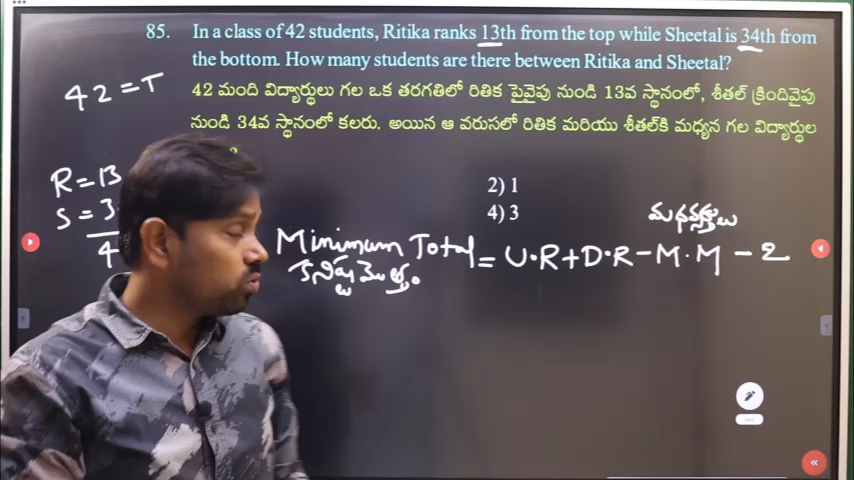 85. In a class of 42 students, Ritika ranks 13th from the top while Sheetal is 34th from
the bottom. How many students are there between Ritika and Sheetal?
42 మంది విద్యార్థులు గల ఒక తరగతిలో రితిక పైవైపు నుండి 13వ స్థానంలో, శీతల్ క్రిందివైపు
నుండి 34వ స్థానంలో కలరు. అయిన ఆ వరుసలో రితిక మరియు శీతల్‌కి మధ్యన గల విద్యార్థుల
42 = T
R = 13
S = 3
4
2) 1
4) 3
Minimum Total = U.R + D.R - M.M - 2
కనిష్ట మొత్తం